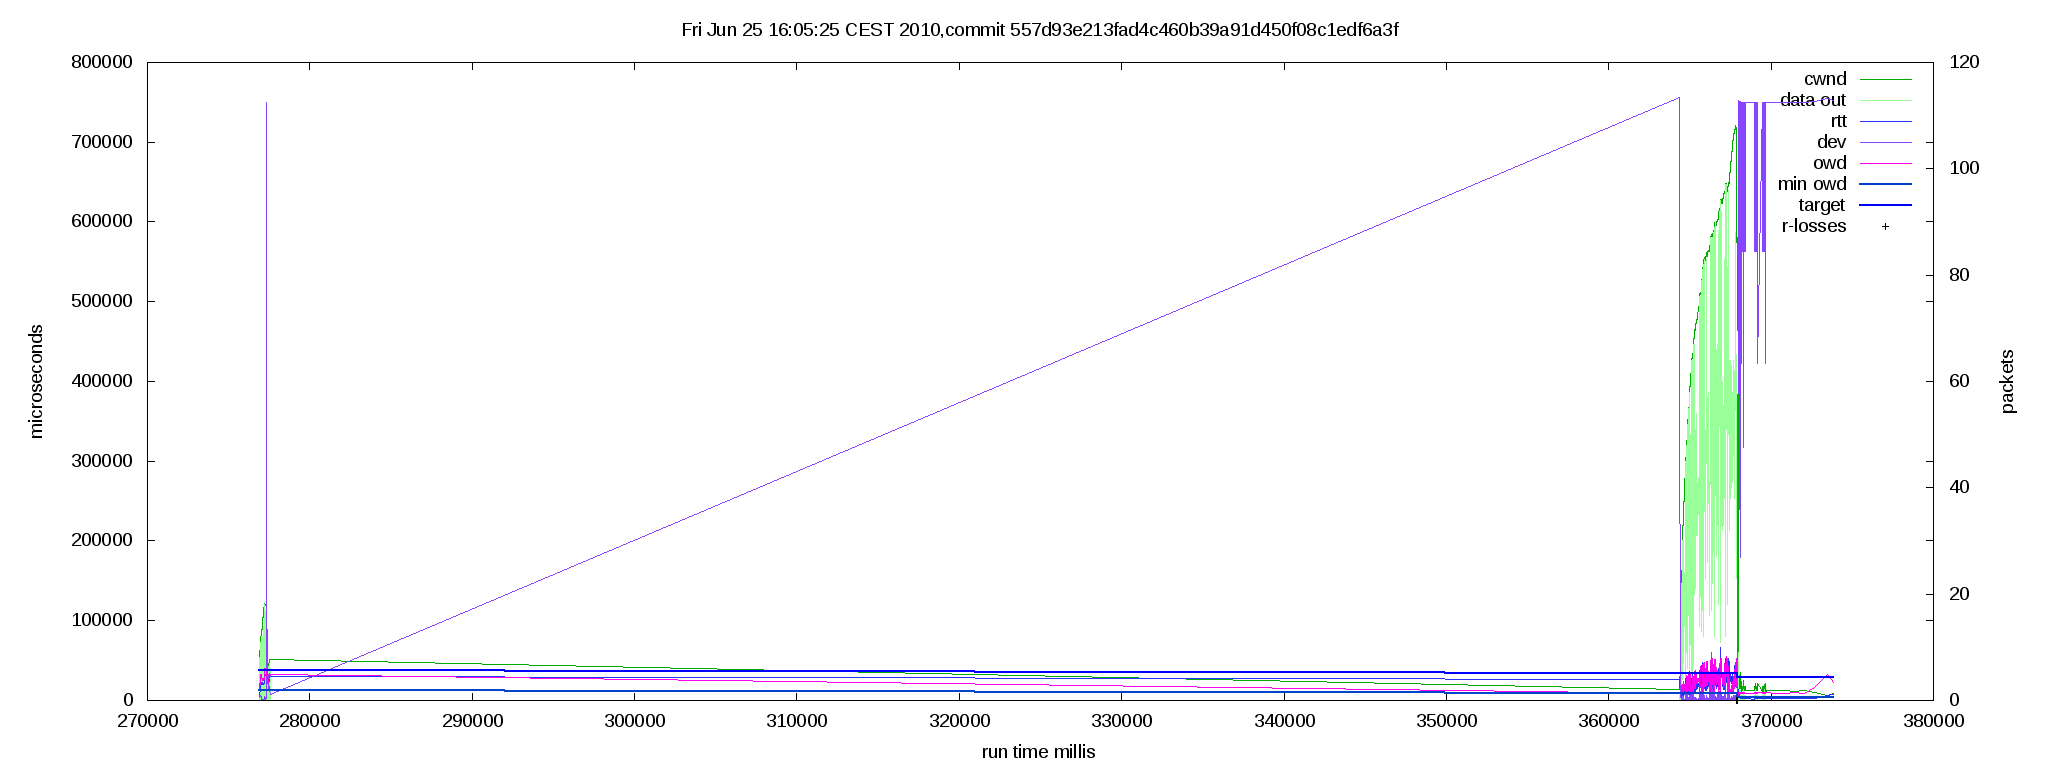 Fri Jun 25 16:05:25 CEST 2010,commit 557d93e213fad4c460b39a91d450f08c1edf6a3f
800000
700000
600000
500000
400000
300000
200000
100000
0
microseconds
120
100
80
60
40
20
0
packets
cwnd
data out
rtt
dev
owd
min owd
target
r-losses
270000 280000 290000 300000 310000 320000 330000 340000 350000 360000 370000 380000
run time millis